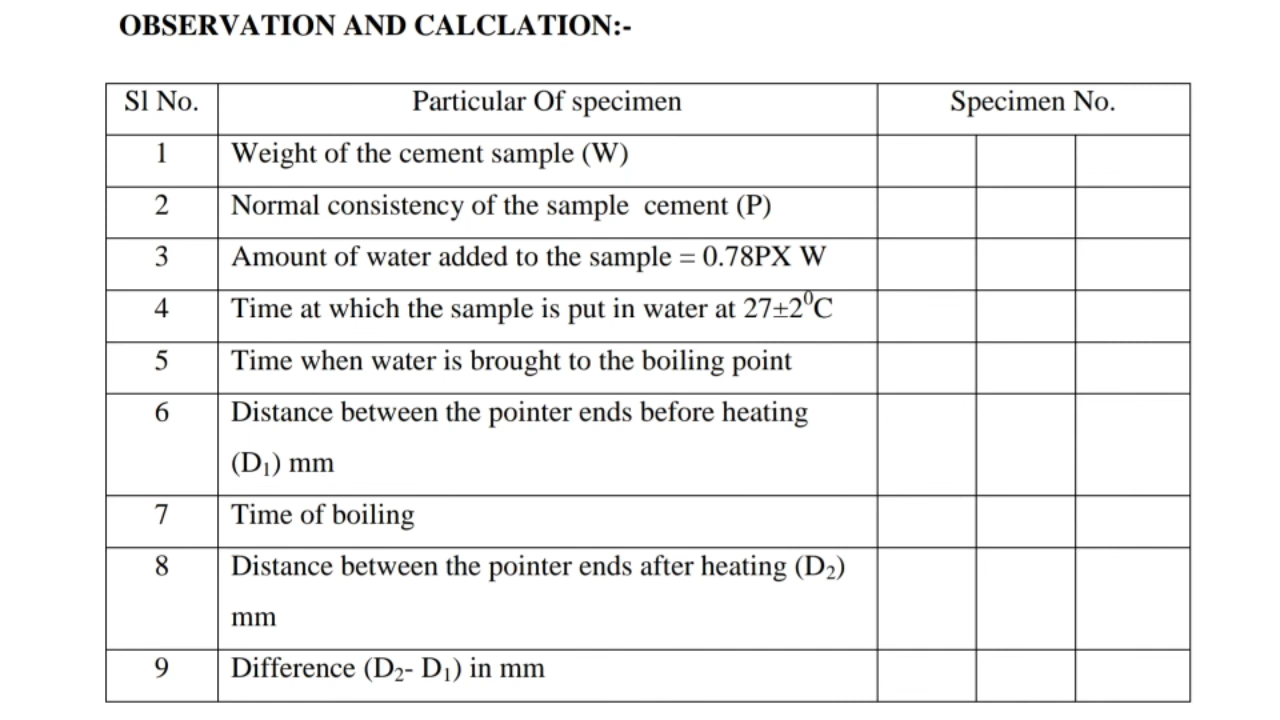 OBSERVATION AND CALCLATION:-
Sl No. Particular Of specimen Specimen No.
1 Weight of the cement sample (W)
2 Normal consistency of the sample cement (P)
3 Amount of water added to the sample = 0.78PX W
4 Time at which the sample is put in water at 27±2⁰C
5 Time when water is brought to the boiling point
6 Distance between the pointer ends before heating
(D₁) mm
7 Time of boiling
8 Distance between the pointer ends after heating (D₂)
mm
9 Difference (D₂- D₁) in mm